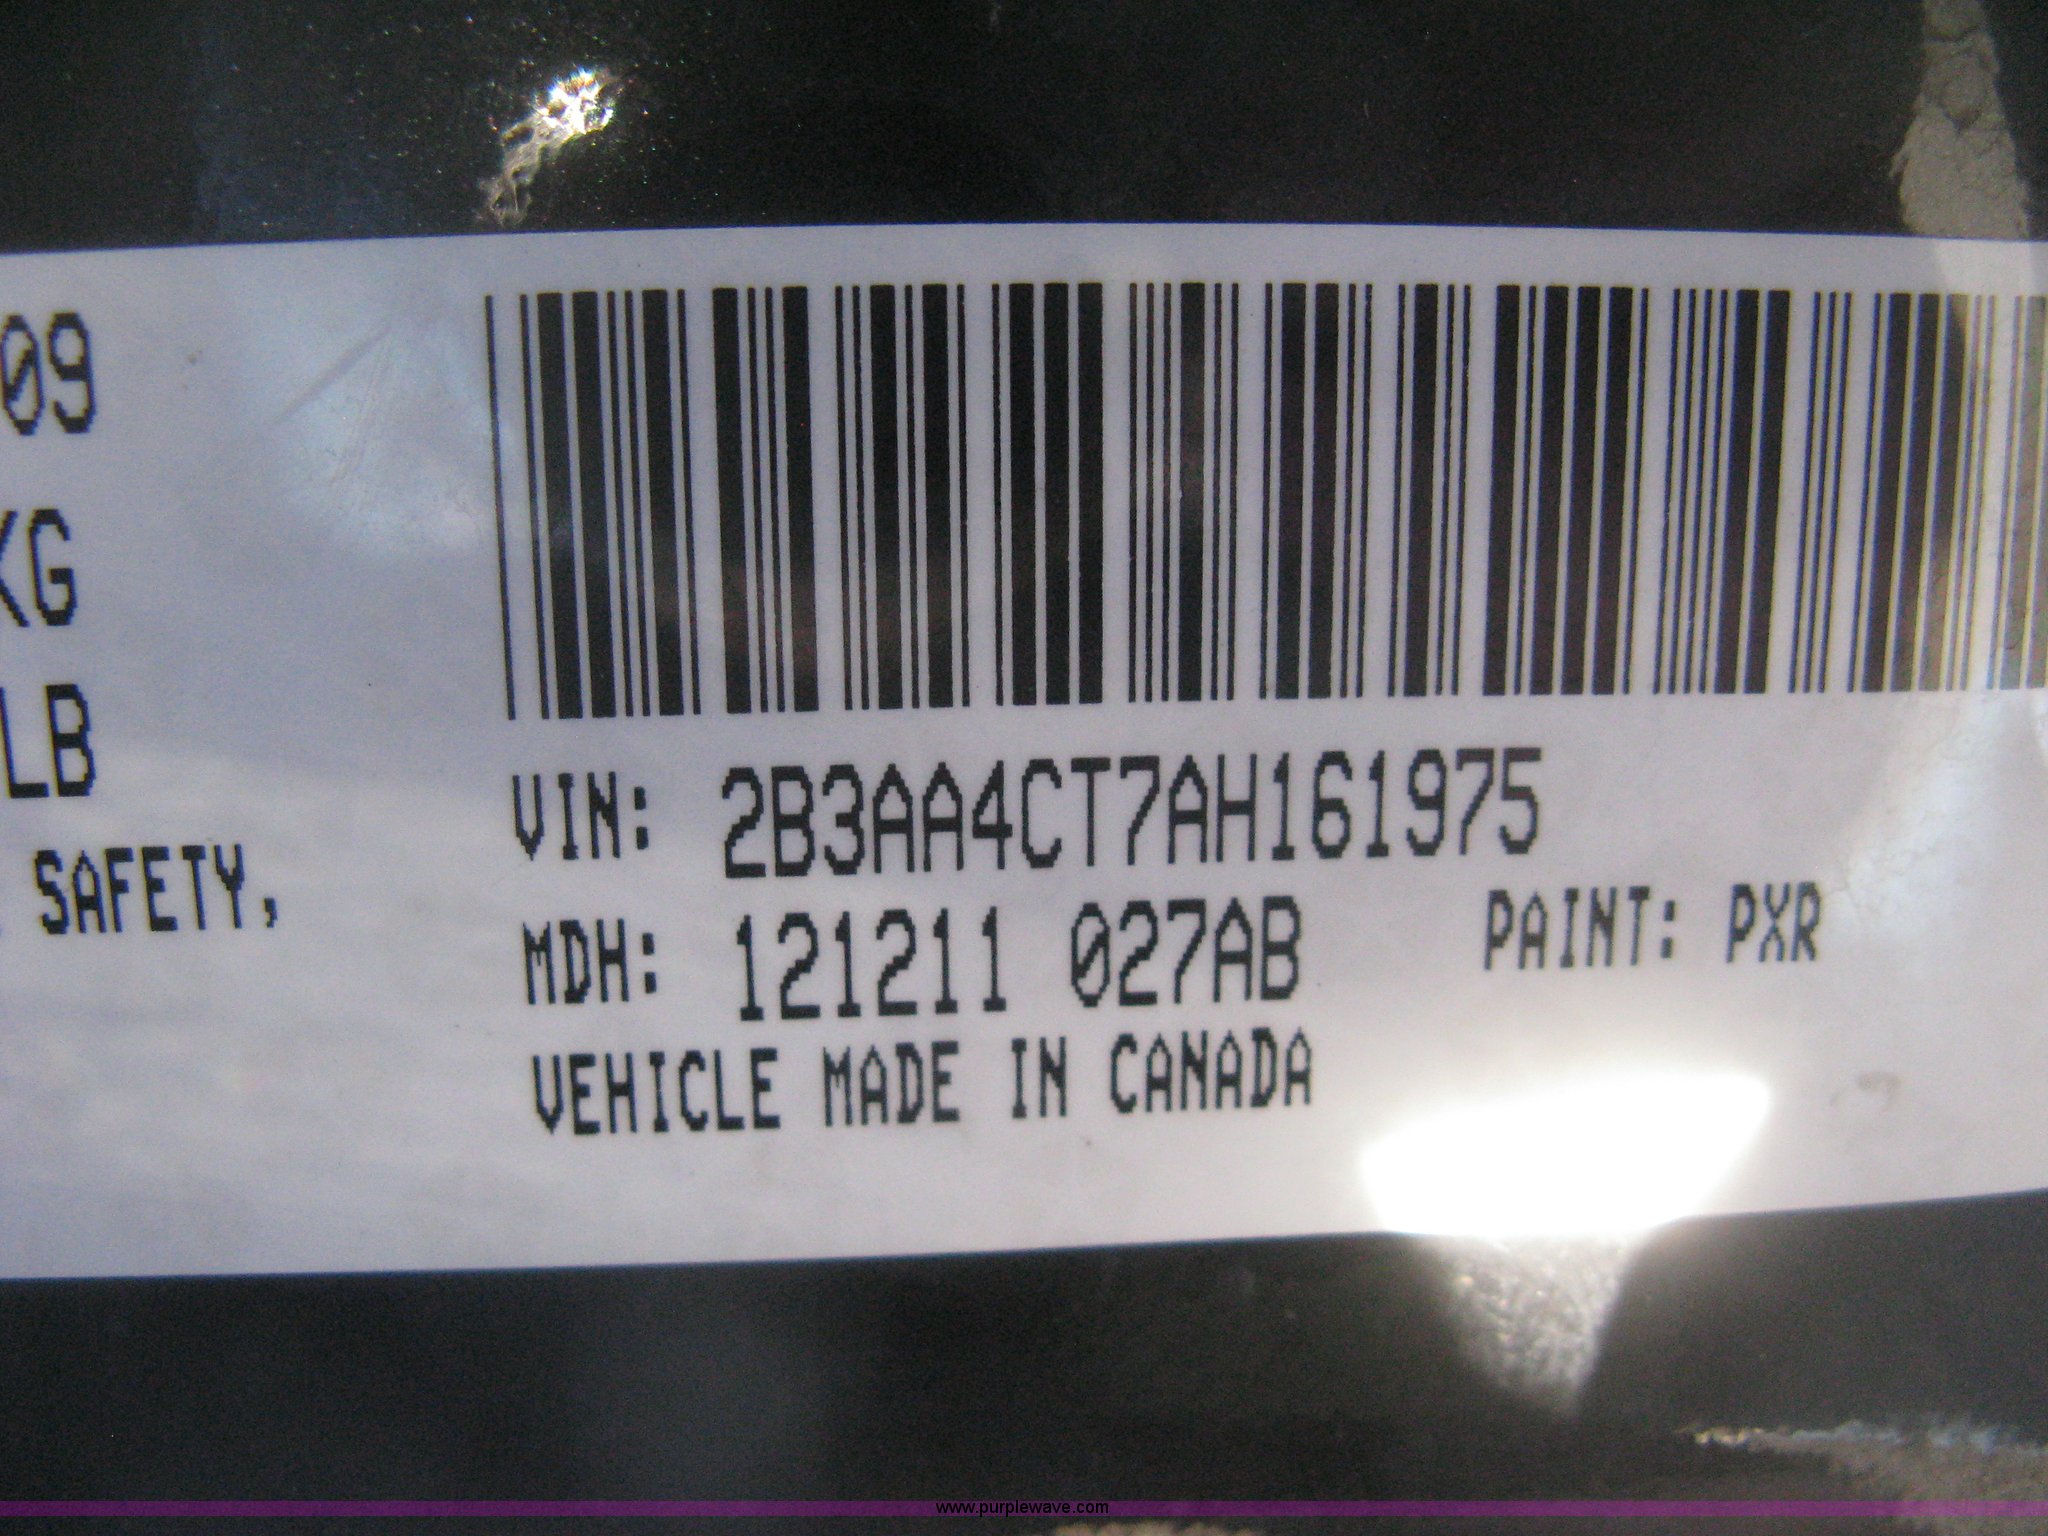 09
KG
LB
SAFETY,
VIN: 2B3AA4CT7AH161975
MDH: 121211 027AB PAINT: PXR
VEHICLE MADE IN CANADA
www.purplewave.com